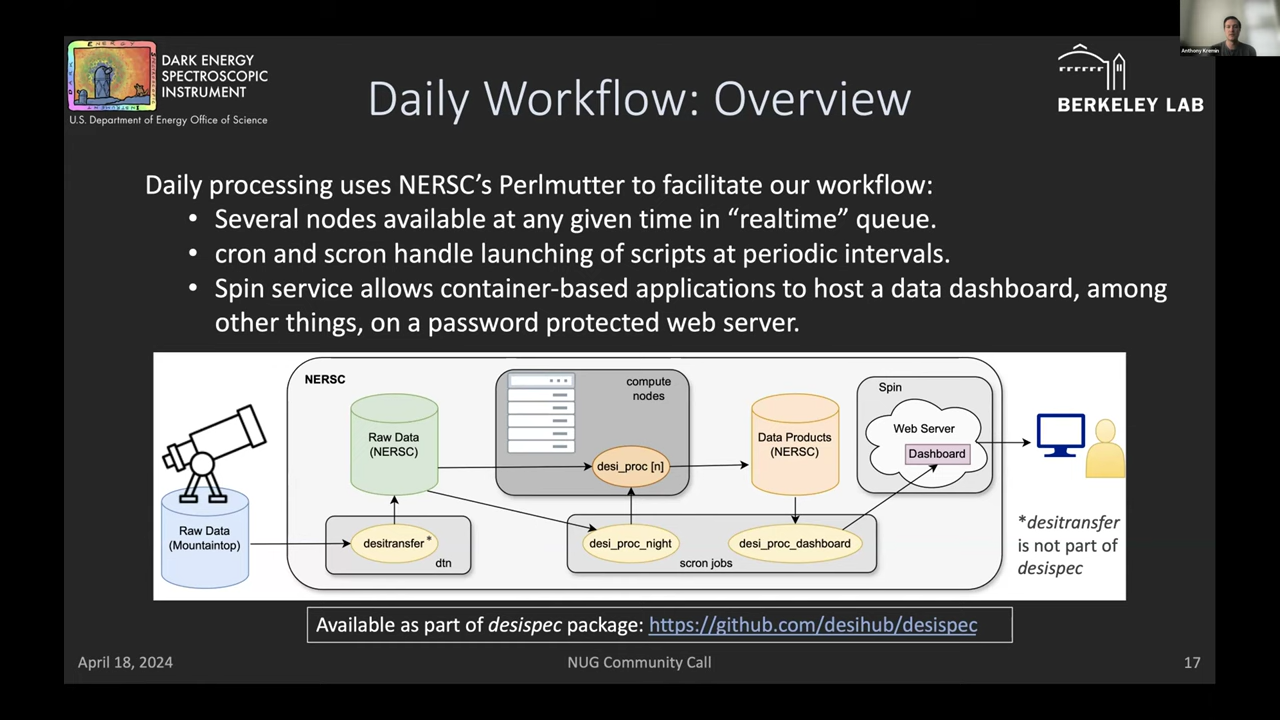 Anthony Kremin
DARK ENERGY
SPECTROSCOPIC
INSTRUMENT
U.S. Department of Energy Office of Science
Daily Workflow: Overview
BERKELEY LAB
Daily processing uses NERSC's Perlmutter to facilitate our workflow:
• Several nodes available at any given time in “realtime” queue.
• cron and scron handle launching of scripts at periodic intervals.
• Spin service allows container-based applications to host a data dashboard, among
other things, on a password protected web server.
NERSC
Raw Data
(NERSC)
compute
nodes
desi_proc [n]
Data Products
(NERSC)
Spin
Web Server
Dashboard
Raw Data
(Mountaintop)
desitransfer*
dtn
desi_proc_night
desi_proc_dashboard
scron jobs
*desitransfer
is not part of
desispec
Available as part of desispec package: https://github.com/desihub/desispec
April 18, 2024
NUG Community Call
17